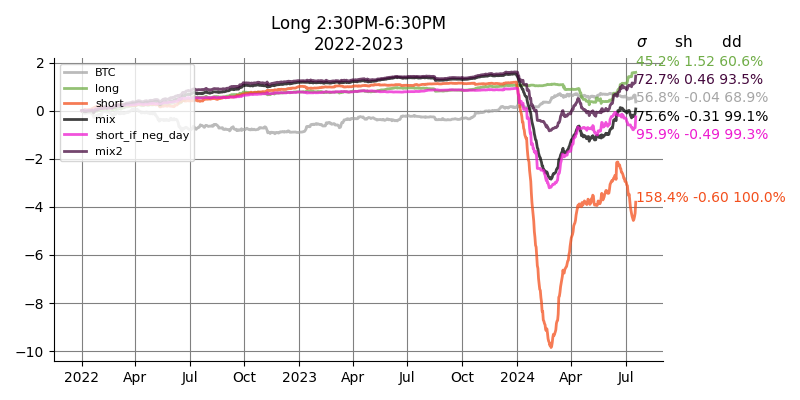 Long 2:30PM-6:30PM
2022-2023
σ sh dd
45.2% 1.52 60.6%
72.7% 0.46 93.5%
56.8% -0.04 68.9%
75.6% -0.31 99.1%
95.9% -0.49 99.3%
158.4% -0.60 100.0%
BTC
long
short
mix
short_if_neg_day
mix2
2
0
−2
−4
−6
−8
−10
2022 Apr Jul Oct 2023 Apr Jul Oct 2024 Apr Jul